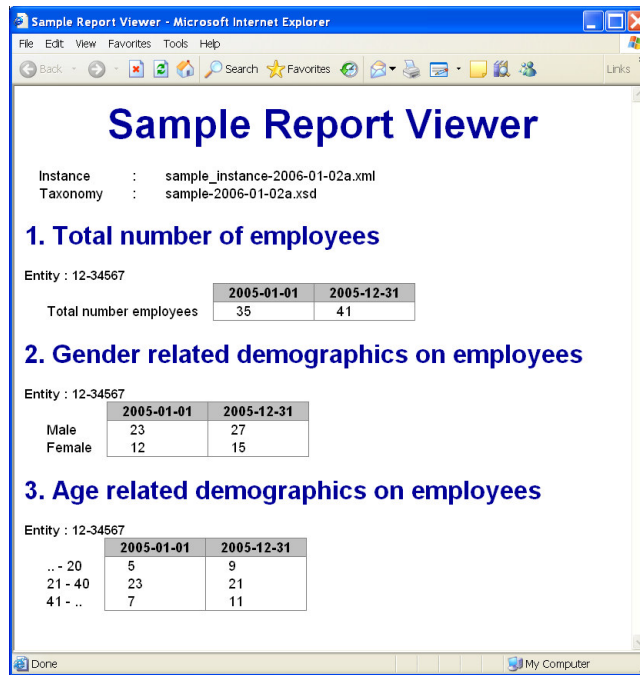 Sample Report Viewer - Microsoft Internet Explorer
File Edit View Favorites Tools Help
Back Search Favorites Links
Sample Report Viewer
Instance : sample_instance-2006-01-02a.xml
Taxonomy : sample-2006-01-02a.xsd
1. Total number of employees
Entity : 12-34567
2005-01-01 2005-12-31
Total number employees 35 41
2. Gender related demographics on employees
Entity : 12-34567
2005-01-01 2005-12-31
Male 23 27
Female 12 15
3. Age related demographics on employees
Entity : 12-34567
2005-01-01 2005-12-31
.. - 20 5 9
21 - 40 23 21
41 - .. 7 11
Done My Computer